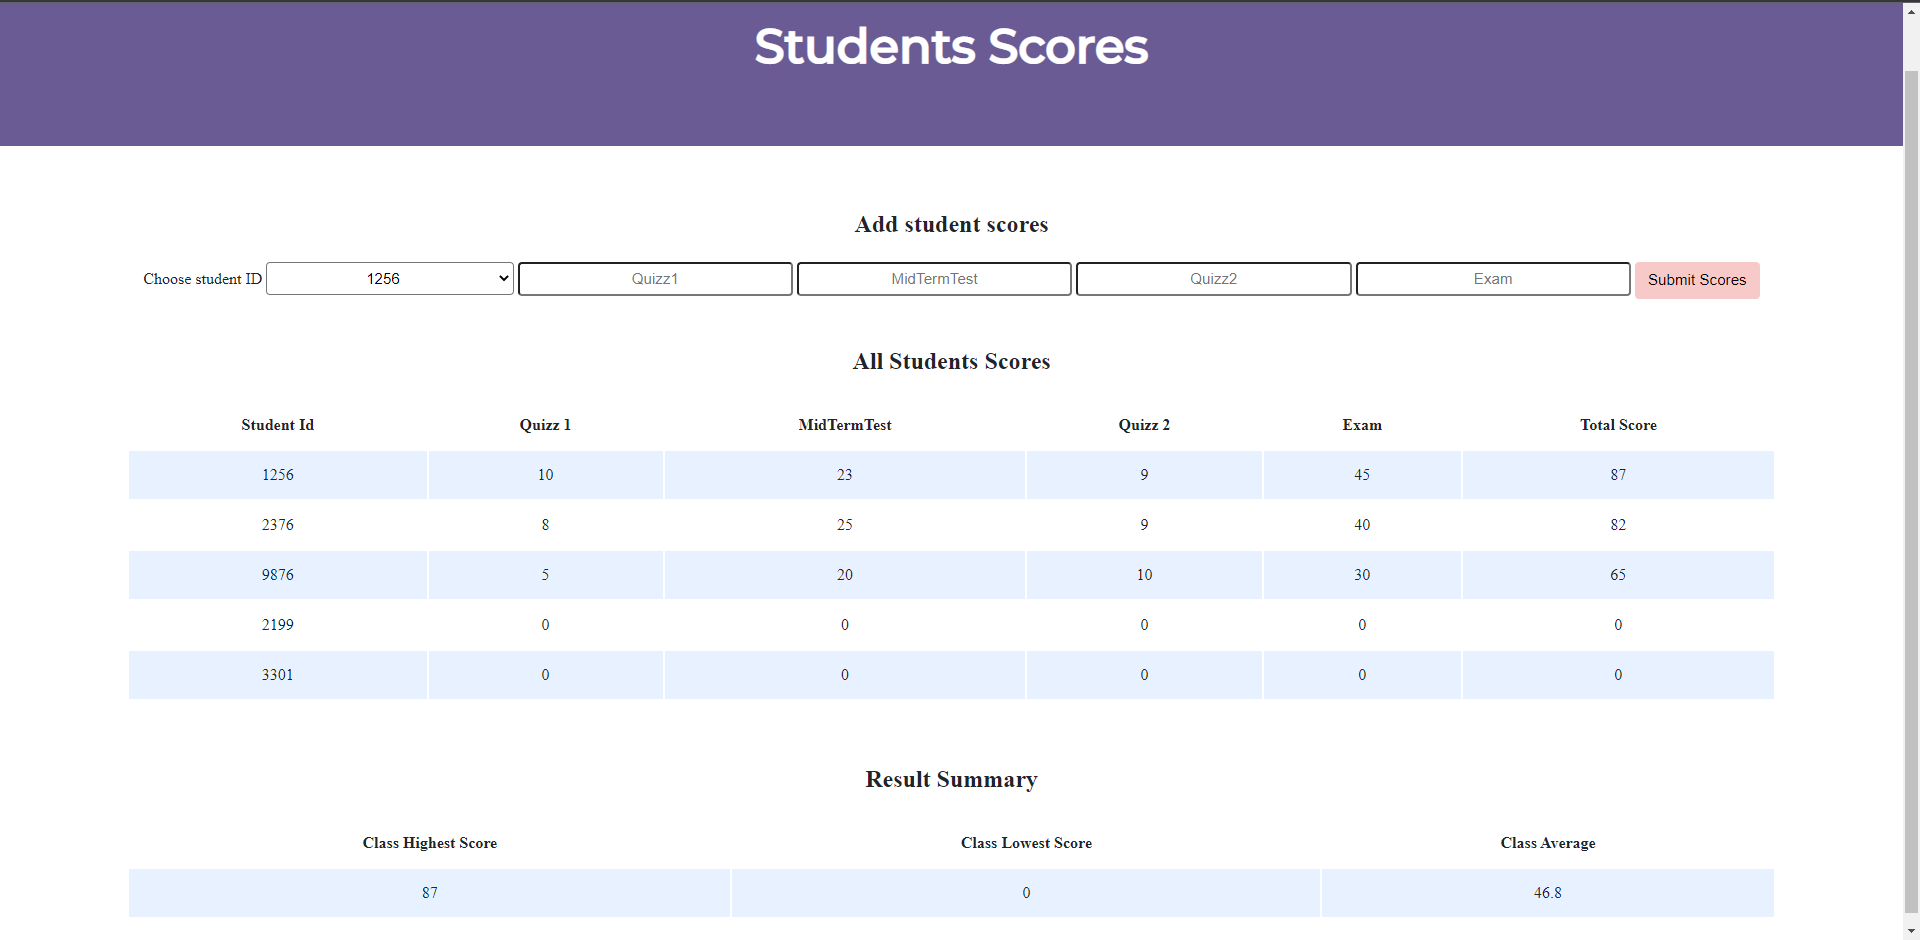 Students Scores
Add student scores
Choose student ID 1256 Quizz1 MidTermTest Quizz2 Exam Submit Scores
All Students Scores
Student Id Quizz 1 MidTermTest Quizz 2 Exam Total Score
1256 10 23 9 45 87
2376 8 25 9 40 82
9876 5 20 10 30 65
2199 0 0 0 0 0
3301 0 0 0 0 0
Result Summary
Class Highest Score Class Lowest Score Class Average
87 0 46.8